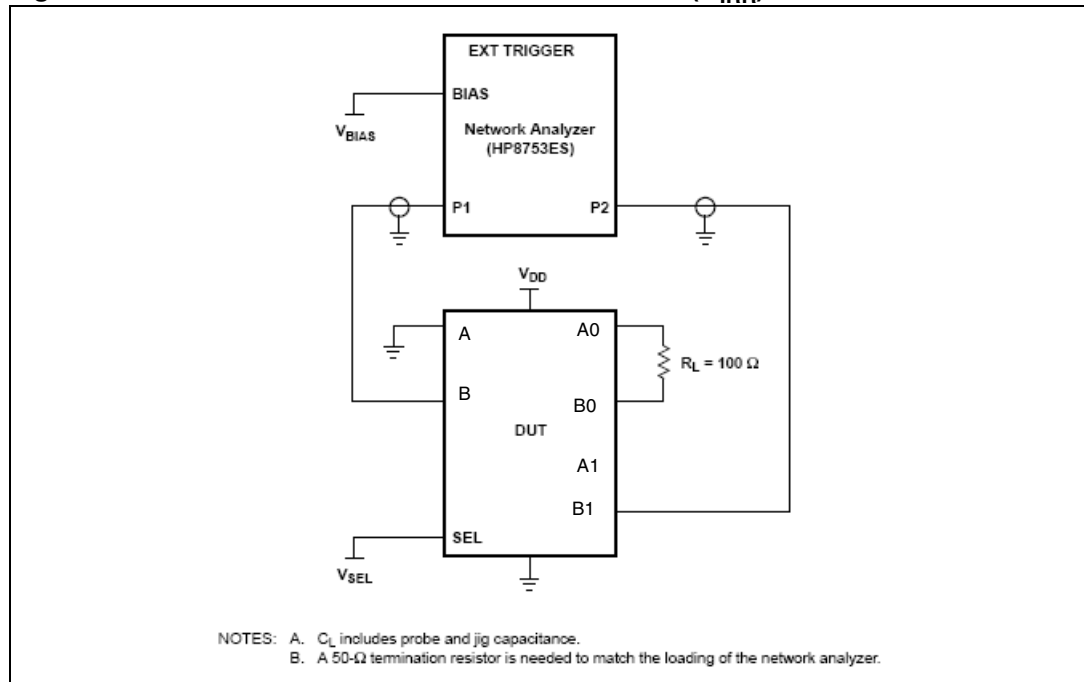 EXT TRIGGER
BIAS
VBIAS
Network Analyzer
(HP8753ES)
P1
P2
VDD
A
A0
RL = 100 Ω
B
B0
DUT
A1
B1
SEL
VSEL
NOTES: A. CL includes probe and jig capacitance.
B. A 50-Ω termination resistor is needed to match the loading of the network analyzer.